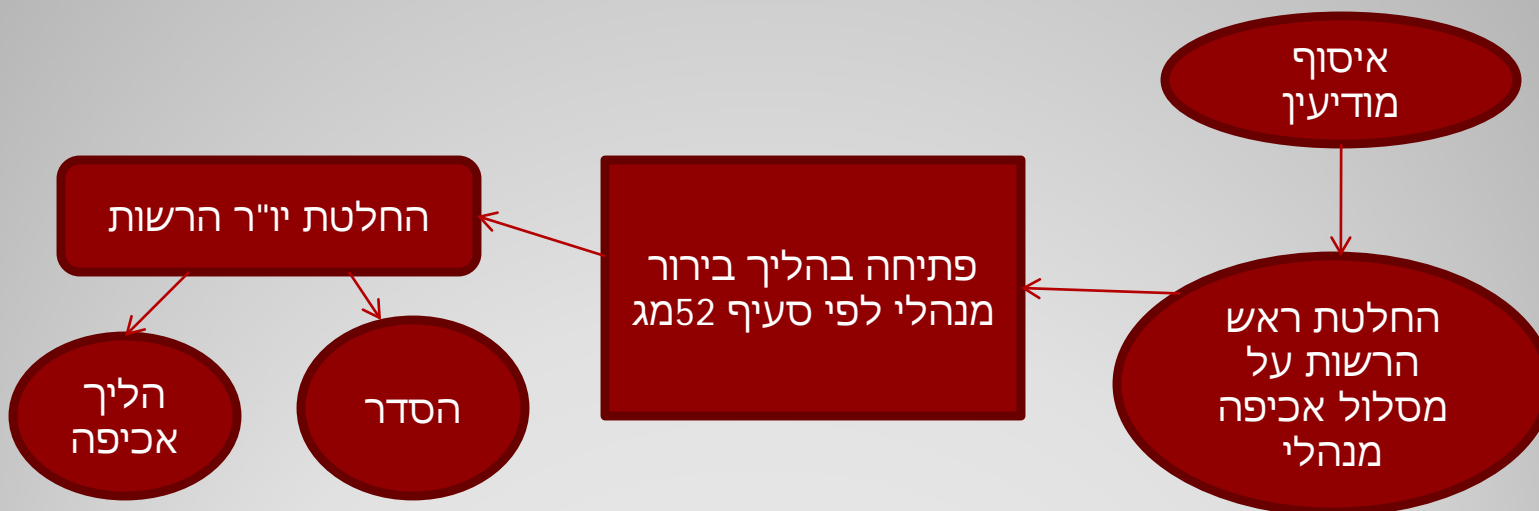 איסוף
מודיעין
החלטת ראש
הרשות על
מסלול אכיפה
מנהלי
פתיחה בהליך בירור
מנהלי לפי סעיף 52מג
החלטת יו"ר הרשות
הסדר
הליך
אכיפה